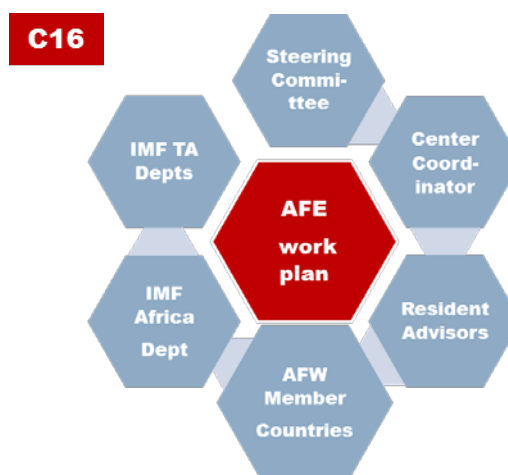 C16
Steering
Commi-
ttee
Center
Coord-
inator
Resident
Advisors
AFW
Member
Countries
IMF
Africa
Dept
IMF TA
Depts
AFE
work
plan